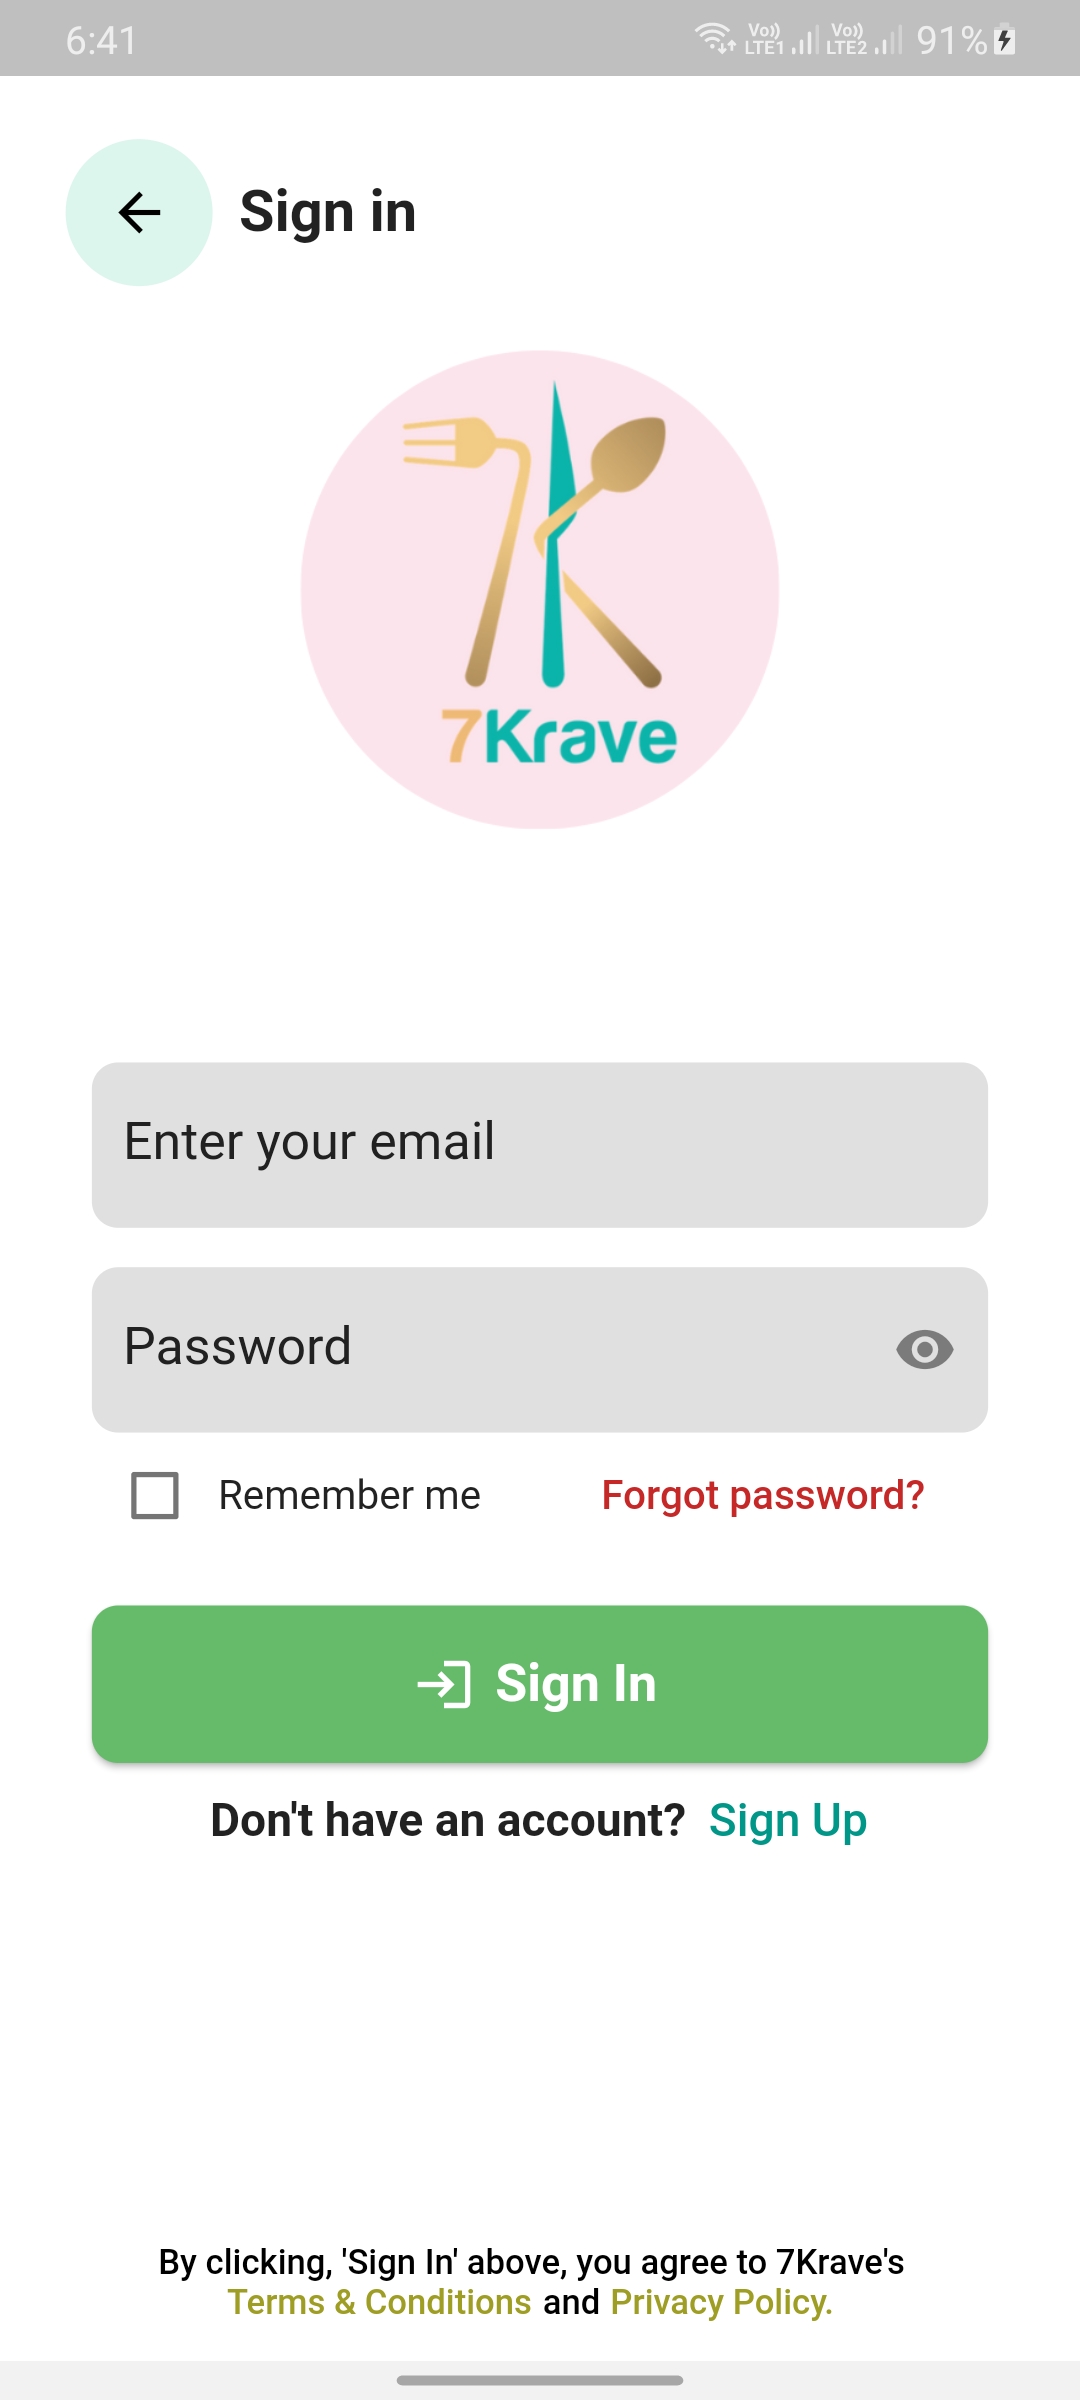 6:41 Vo)) LTE1 Vo)) LTE2 91%
Sign in
7Krave
Enter your email
Password
Remember me Forgot password?
Sign In
Don't have an account? Sign Up
By clicking, 'Sign In' above, you agree to 7Krave's
Terms & Conditions and Privacy Policy.